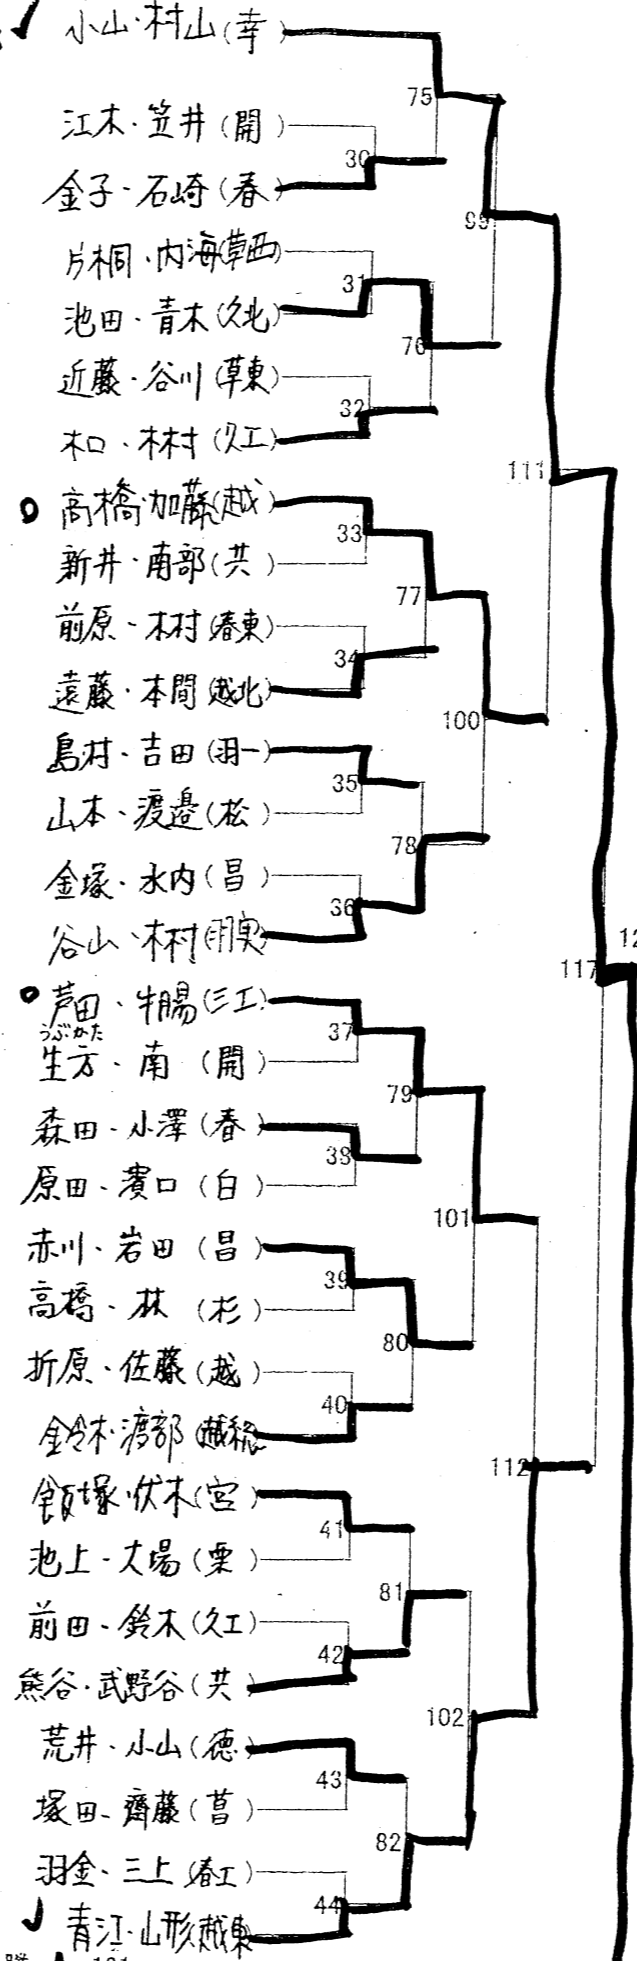 小山・村山(幸
75
江木・笠井(開)
30
金子・石崎(春)
99
片桐・内海(草西)
31
池田・青木(久北)
76
近藤・谷川(草東)
32
木口・木村(久工)
111
高橋・加藤(越)
33
新井・南部(共)
77
前原・木村(春東)
34
遠藤・本間(越北)
100
島村・吉田(羽一)
35
山本・渡邉(松)
78
金塚・水内(昌)
36
谷山・木村
12
117
芦田・牛腸(三工)
37
うぶかた
生方・南(開)
79
森田・小澤(春)
38
原田・濱口(白)
101
赤川・岩田(昌)
39
高橋・林(杉)
80
折原・佐藤(越)
40
鈴木・渡部(越総
112
飯塚・伏木(宮)
41
池上・大場(栗)
81
前田・鈴木(久工)
42
熊谷・武野谷(共)
102
荒井・小山(徳)
43
塚田・齋藤(菖)
82
羽金・三上(春工)
44
青江・山形(越東)